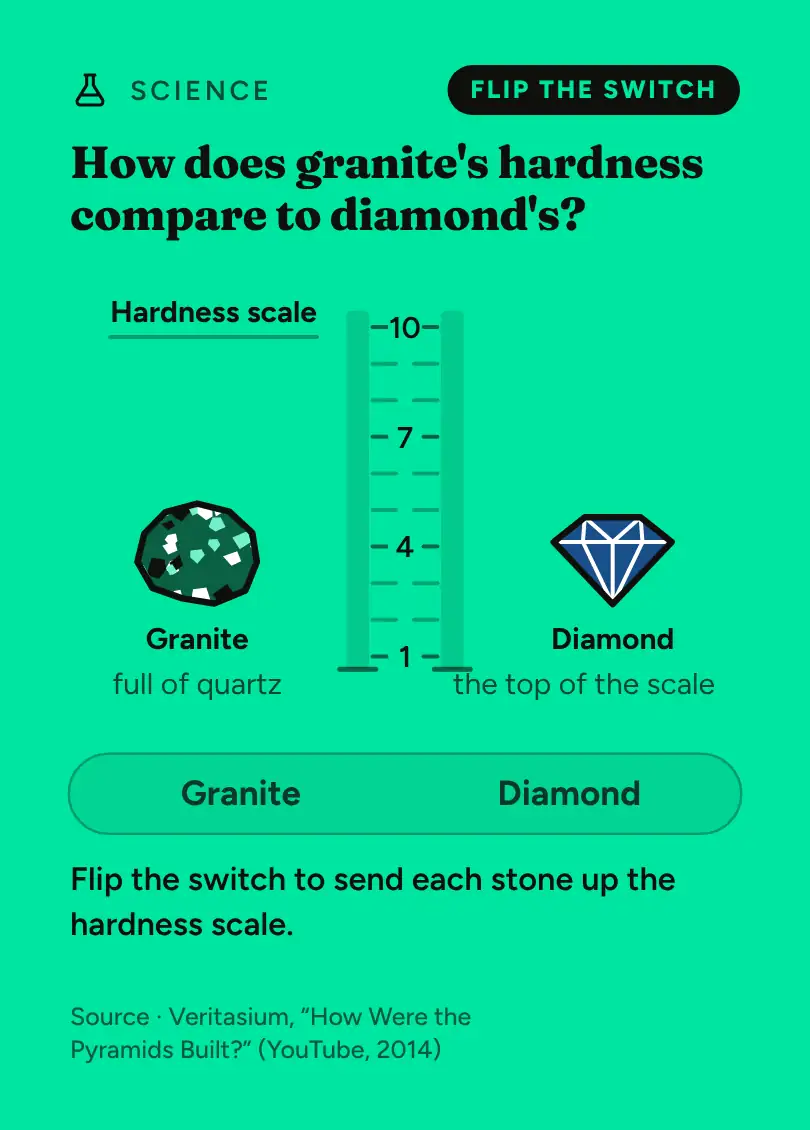 SCIENCE
FLIP THE SWITCH
How does granite's hardness
compare to diamond's?
Hardness scale
10
7
4
1
Granite
full of quartz
Diamond
the top of the scale
Granite
Diamond
Flip the switch to send each stone up the
hardness scale.
Source · Veritasium, “How Were the
Pyramids Built?” (YouTube, 2014)